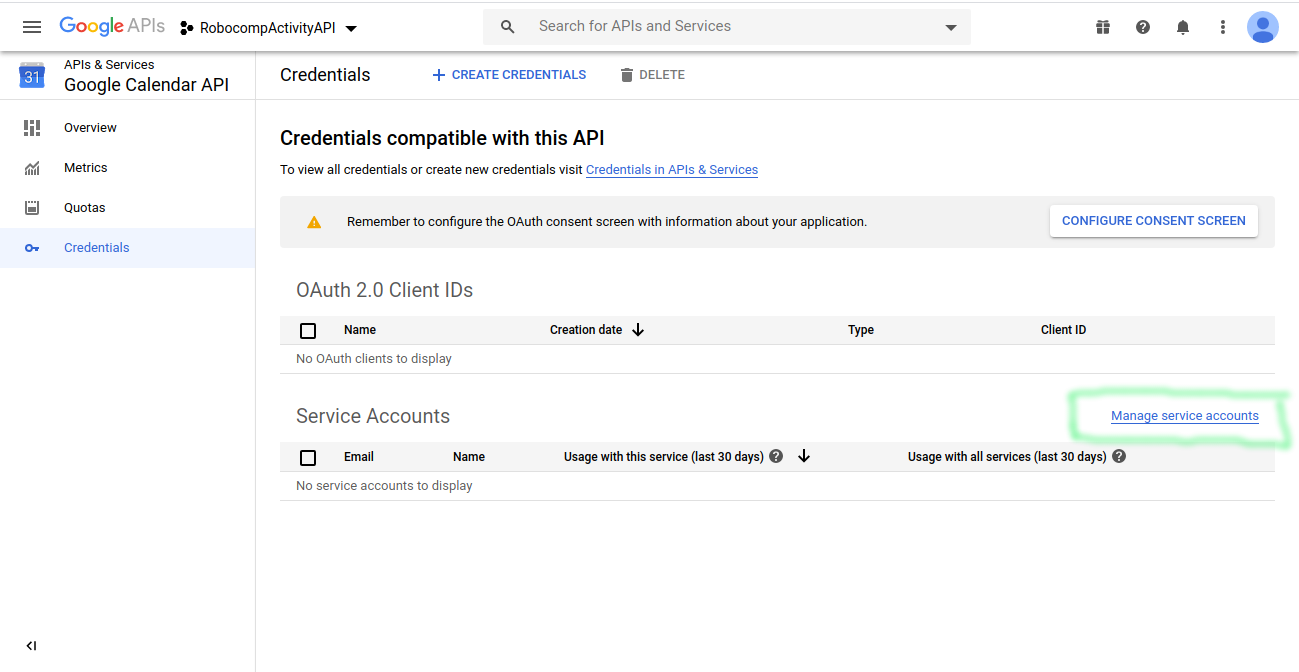 Google APIs RobocompActivityAPI Search for APIs and Services
APIs & Services
31 Google Calendar API
Credentials CREATE CREDENTIALS DELETE
Overview
Metrics
Quotas
Credentials
Credentials compatible with this API
To view all credentials or create new credentials visit Credentials in APIs & Services
Remember to configure the OAuth consent screen with information about your application. CONFIGURE CONSENT SCREEN
OAuth 2.0 Client IDs
Name Creation date Type Client ID
No OAuth clients to display
Service Accounts Manage service accounts
Email Name Usage with this service (last 30 days) Usage with all services (last 30 days)
No service accounts to display